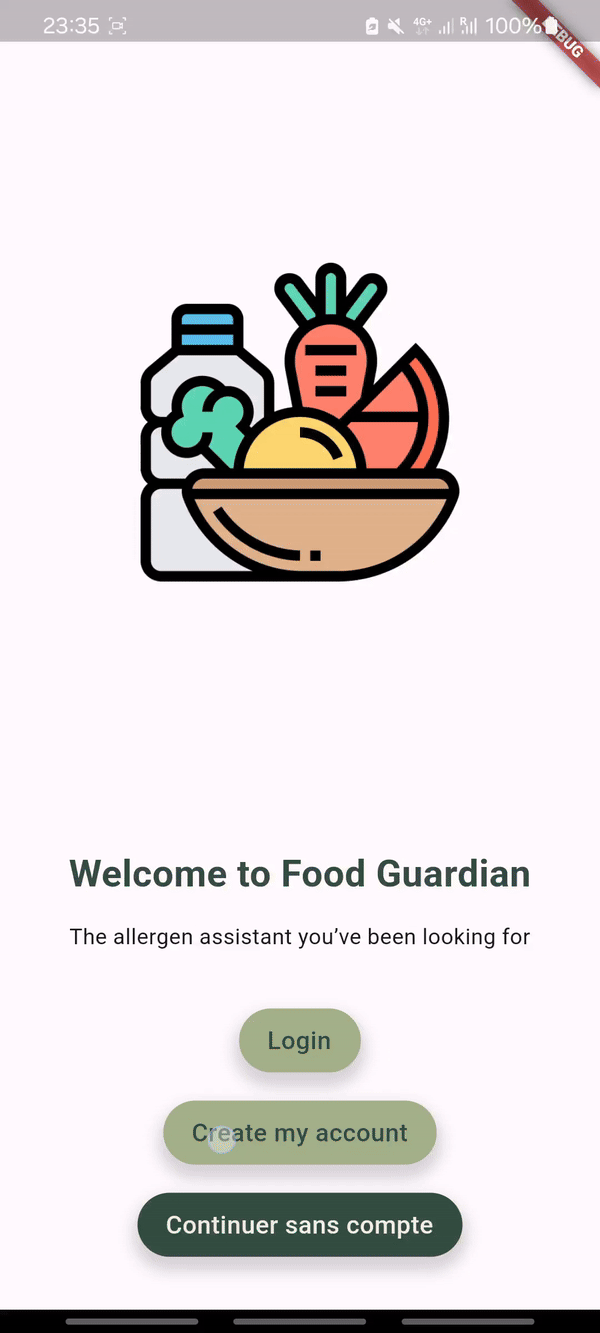 23:35
4G+ R 100%
Welcome to Food Guardian
The allergen assistant you’ve been looking for
Login
Create my account
Continuer sans compte